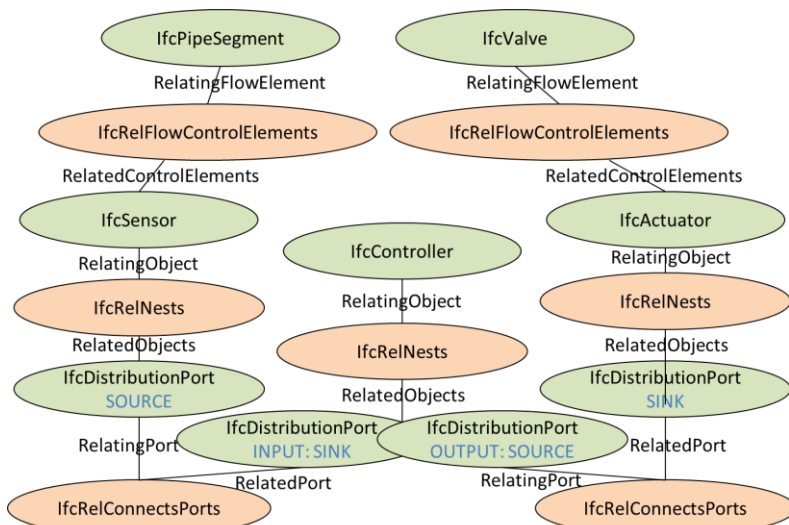 IfcPipeSegment
IfcValve
RelatingFlowElement
RelatingFlowElement
IfcRelFlowControlElements
IfcRelFlowControlElements
RelatedControlElements
RelatedControlElements
IfcSensor
IfcActuator
IfcController
RelatingObject
RelatingObject
RelatingObject
IfcRelNests
IfcRelNests
RelatedObjects
RelatedObjects
IfcRelNests
IfcDistributionPort
SOURCE
RelatedObjects
IfcDistributionPort
SINK
IfcDistributionPort
INPUT: SINK
IfcDistributionPort
OUTPUT: SOURCE
RelatingPort
RelatedPort
RelatedPort
RelatingPort
IfcRelConnectsPorts
IfcRelConnectsPorts